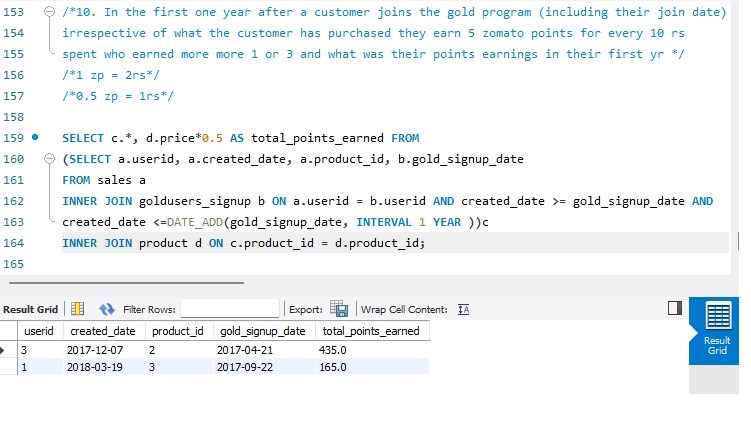 153 /*10. In the first one year after a customer joins the gold program (including their join date)
154 irrespective of what the customer has purchased they earn 5 zomato points for every 10 rs
155 spent who earned more more 1 or 3 and what was their points earnings in their first yr */
156 /*1 zp = 2rs*/
157 /*0.5 zp = 1rs*/
158
159 SELECT c.*, d.price*0.5 AS total_points_earned FROM
160 (SELECT a.userid, a.created_date, a.product_id, b.gold_signup_date
161 FROM sales a
162 INNER JOIN goldusers_signup b ON a.userid = b.userid AND created_date >= gold_signup_date AND
163 created_date <=DATE_ADD(gold_signup_date, INTERVAL 1 YEAR ))c
164 INNER JOIN product d ON c.product_id = d.product_id;
165
Result Grid Filter Rows: Export: Wrap Cell Content:
userid created_date product_id gold_signup_date total_points_earned
3 2017-12-07 2 2017-04-21 435.0
1 2018-03-19 3 2017-09-22 165.0
Result
Grid